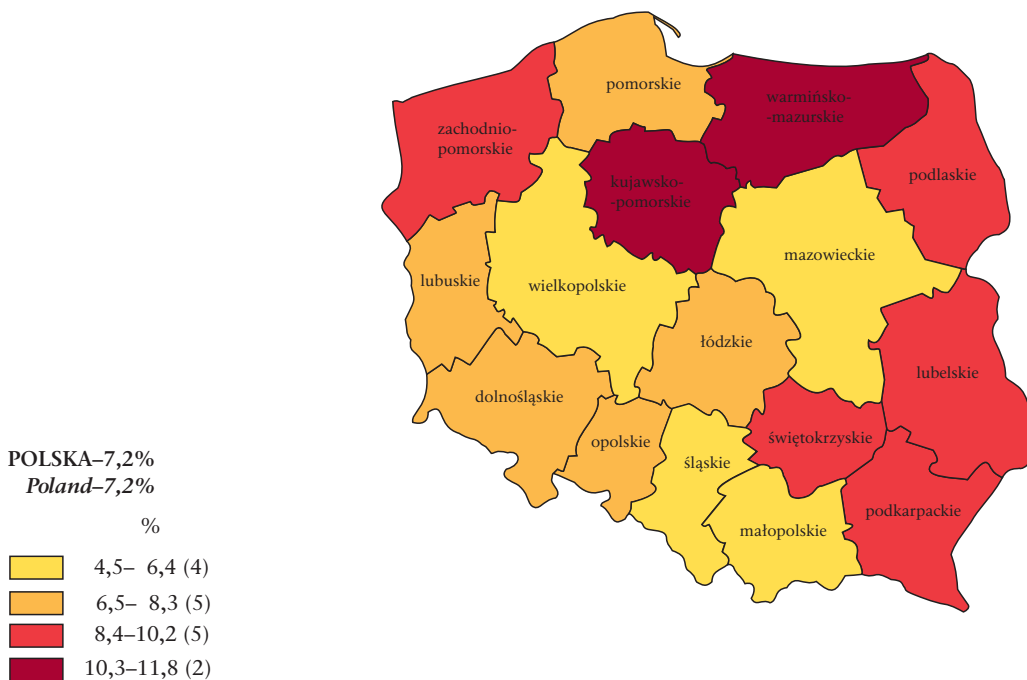 pomorskie
warmińsko-
-mazurskie
zachodnio-
pomorskie
podlaskie
kujawsko-
-pomorskie
mazowieckie
lubuskie
wielkopolskie
łódzkie
lubelskie
dolnośląskie
opolskie
świętokrzyskie
śląskie
podkarpackie
małopolskie
POLSKA–7,2%
Poland–7,2%
%
4,5– 6,4 (4)
6,5– 8,3 (5)
8,4–10,2 (5)
10,3–11,8 (2)